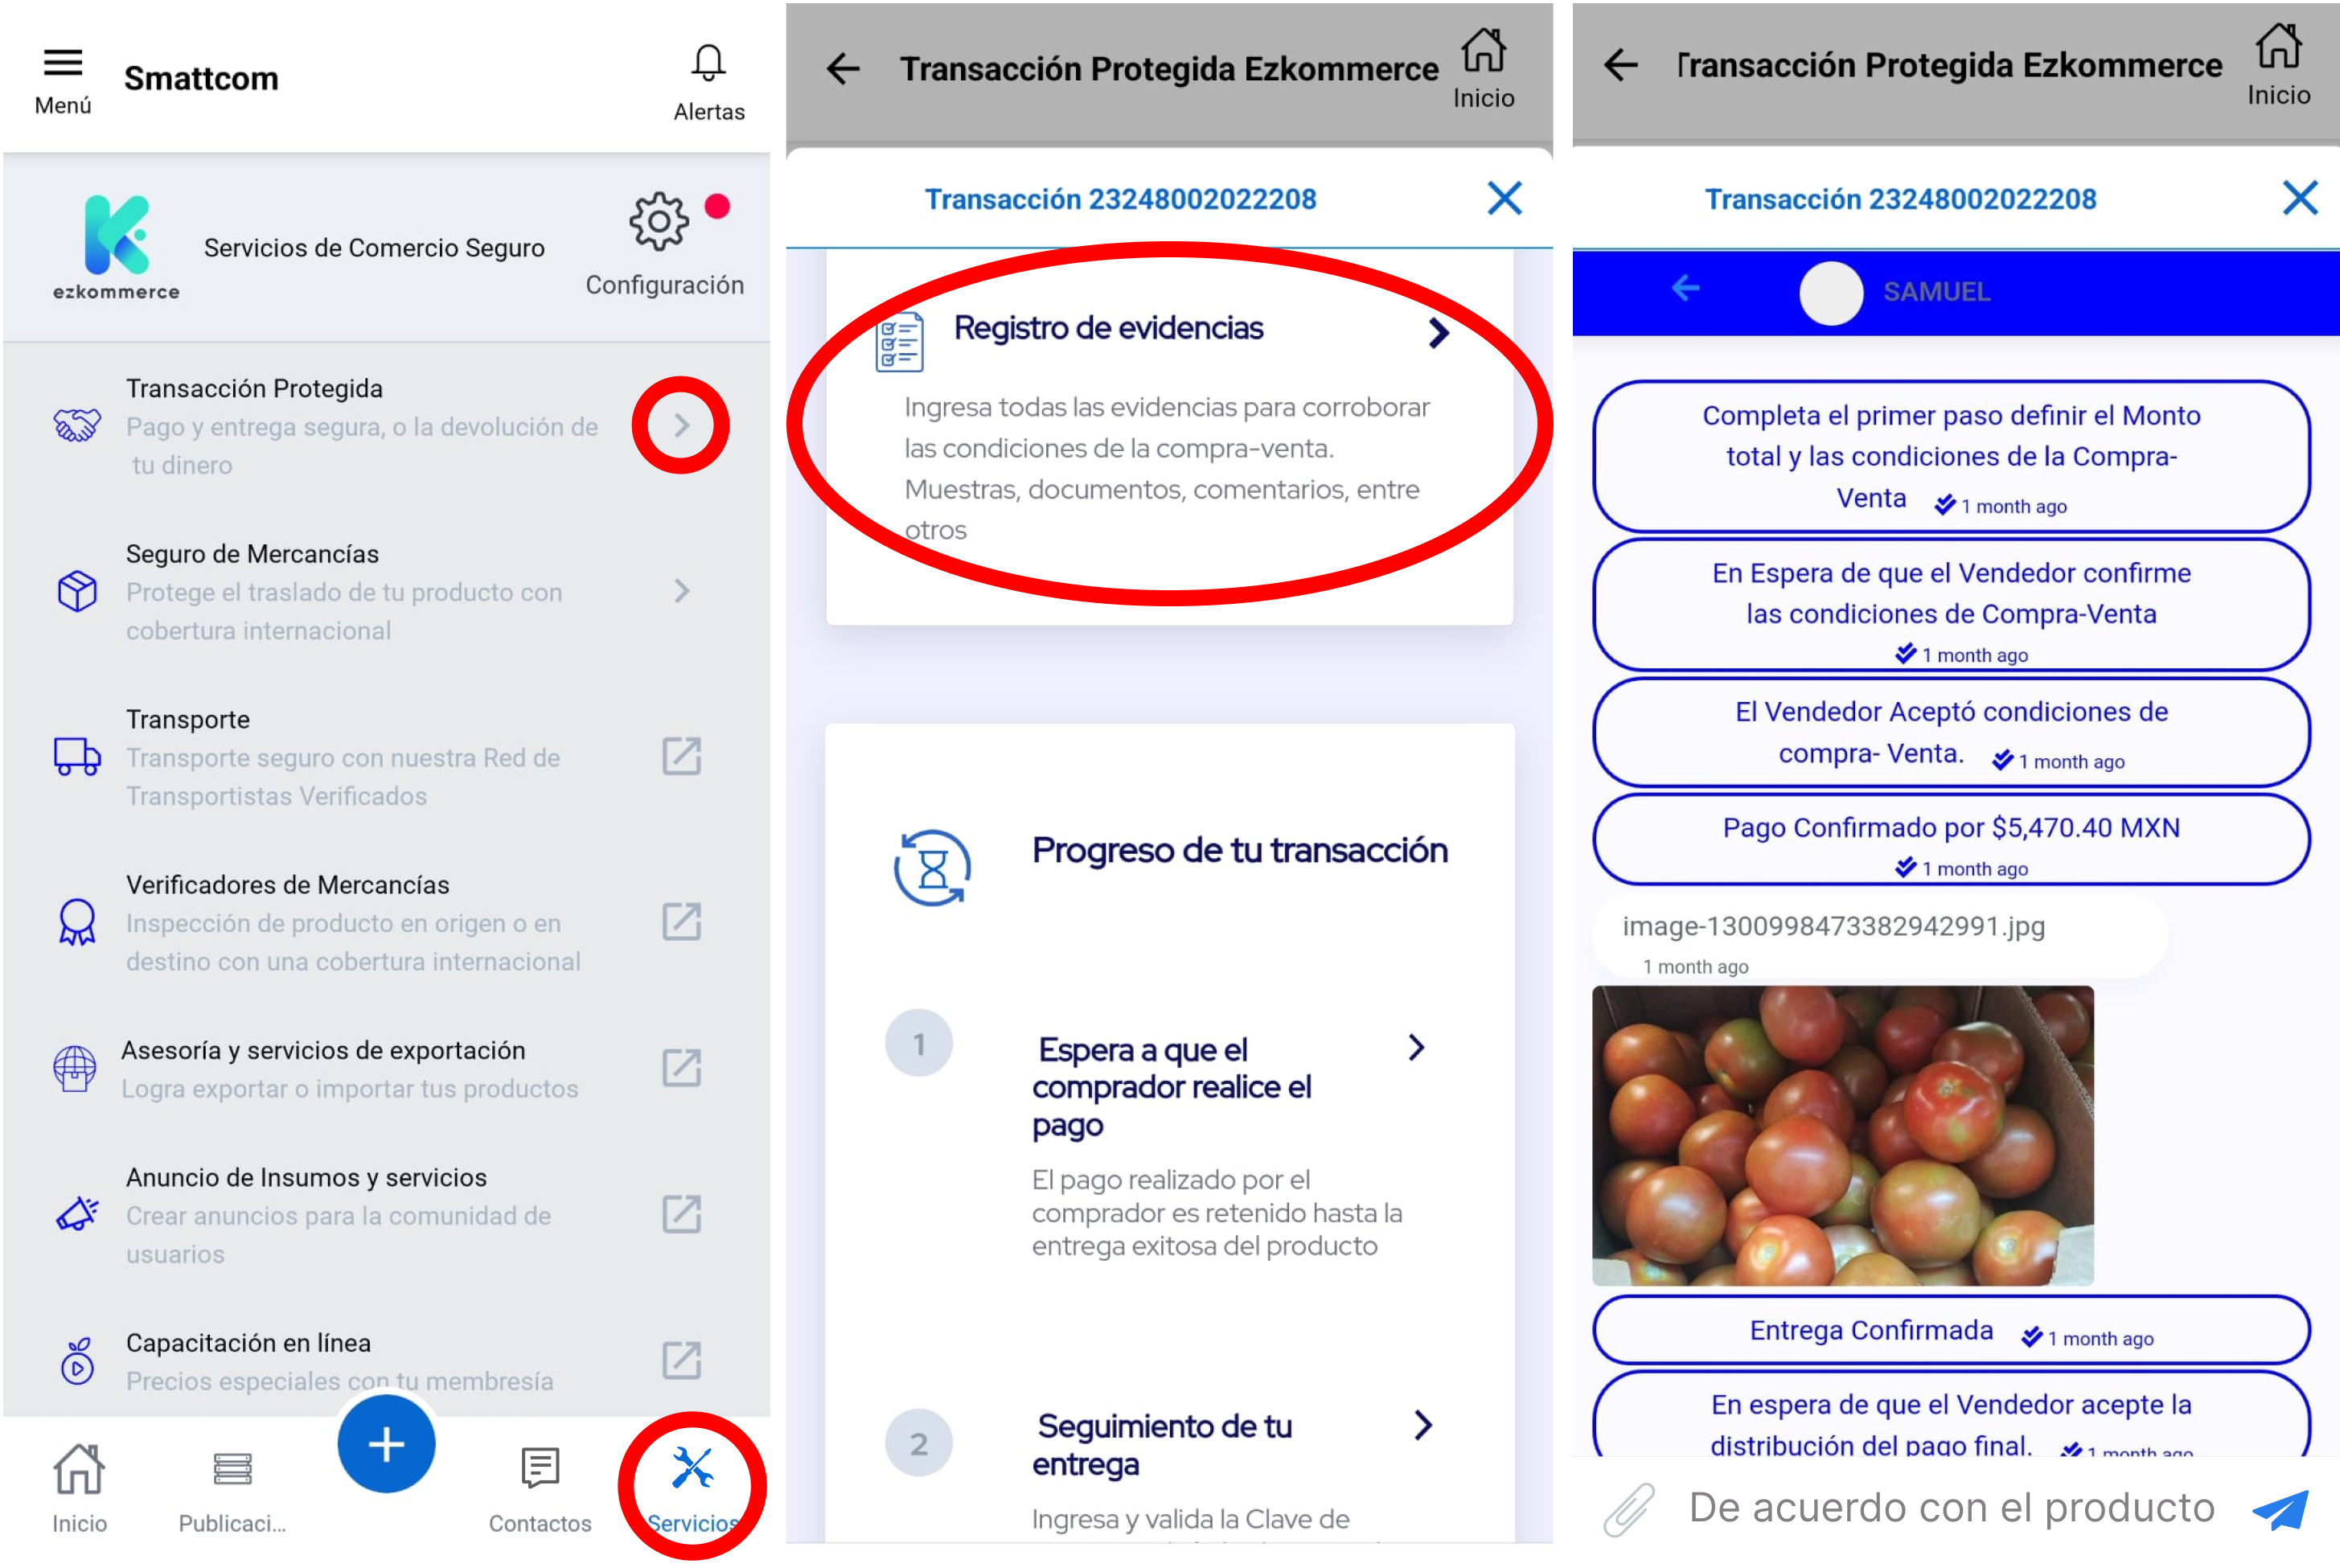 Menú
Smattcom
Alertas
ezkommerce
Servicios de Comercio Seguro
Configuración
Transacción Protegida
Pago y entrega segura, o la devolución de
tu dinero
Seguro de Mercancías
Protege el traslado de tu producto con
cobertura internacional
Transporte
Transporte seguro con nuestra Red de
Transportistas Verificados
Verificadores de Mercancías
Inspección de producto en origen o en
destino con una cobertura internacional
Asesoría y servicios de exportación
Logra exportar o importar tus productos
Anuncio de Insumos y servicios
Crear anuncios para la comunidad de
usuarios
Capacitación en línea
Precios especiales con tu membresía
Inicio
Publicaci...
+
Contactos
Servicios
Transacción Protegida Ezkommerce
Inicio
Transacción 23248002022208
Registro de evidencias
Ingresa todas las evidencias para corroborar
las condiciones de la compra-venta.
Muestras, documentos, comentarios, entre
otros
Progreso de tu transacción
1
Espera a que el
comprador realice el
pago
El pago realizado por el
comprador es retenido hasta la
entrega exitosa del producto
2
Seguimiento de tu
entrega
Ingresa y valida la Clave de
Transacción Protegida Ezkommerce
Inicio
Transacción 23248002022208
SAMUEL
Completa el primer paso definir el Monto
total y las condiciones de la Compra-
Venta 1 month ago
En Espera de que el Vendedor confirme
las condiciones de Compra-Venta
1 month ago
El Vendedor Aceptó condiciones de
compra- Venta. 1 month ago
Pago Confirmado por $5,470.40 MXN
1 month ago
image-1300998473382942991.jpg
1 month ago
Entrega Confirmada 1 month ago
En espera de que el Vendedor acepte la
distribución del pago final. 1 month ago
De acuerdo con el producto